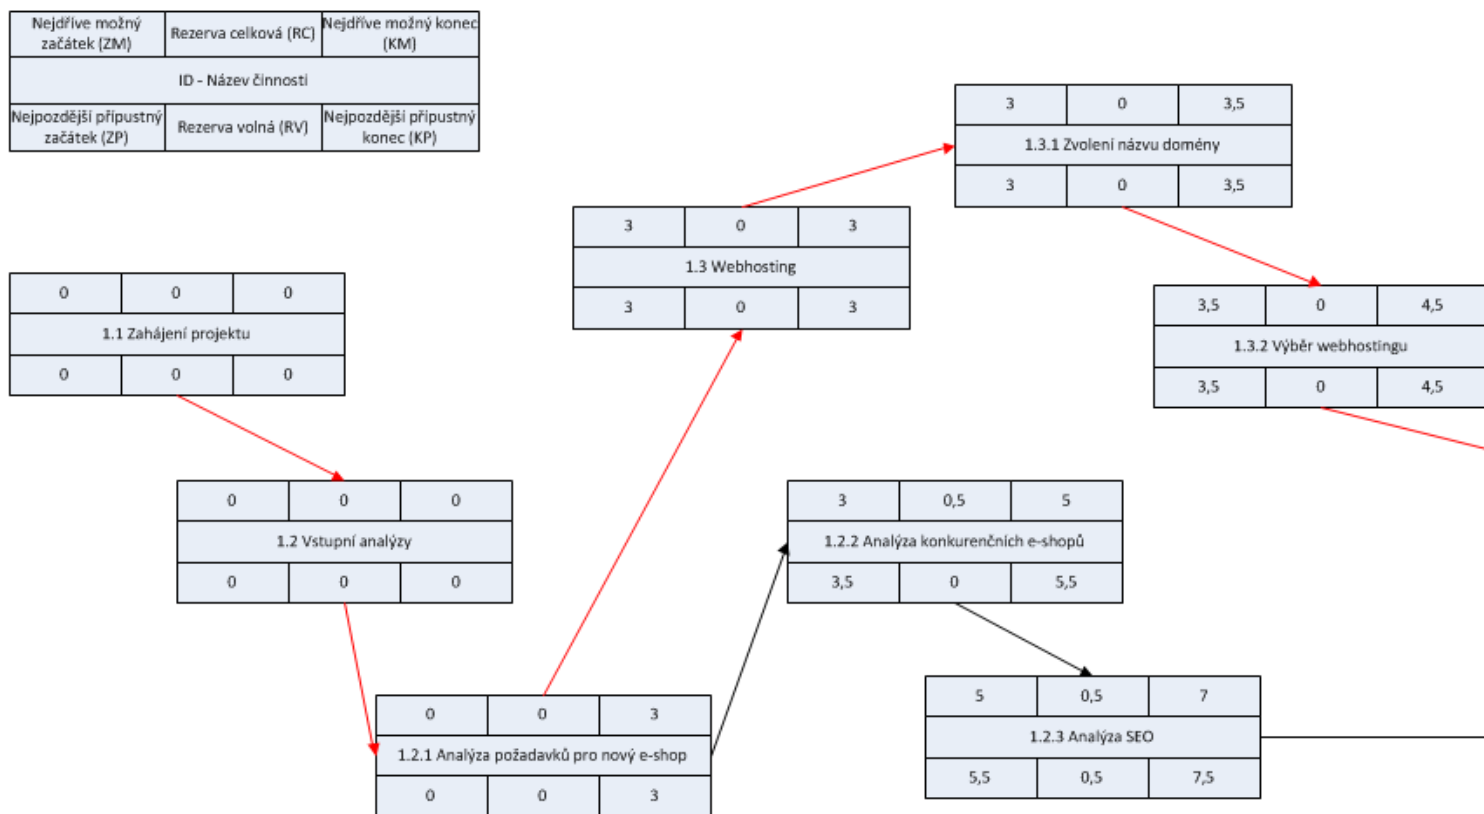 Nejdříve možný
začátek (ZM)
Rezerva celková (RC)
Nejdříve možný konec
(KM)
ID - Název činnosti
Nejpozdější přípustný
začátek (ZP)
Rezerva volná (RV)
Nejpozdější přípustný
konec (KP)
3 0 3,5
1.3.1 Zvolení názvu domény
3 0 3,5
3 0 3
1.3 Webhosting
3 0 3
0 0 0
1.1 Zahájení projektu
0 0 0
3,5 0 4,5
1.3.2 Výběr webhostingu
3,5 0 4,5
0 0 0
1.2 Vstupní analýzy
0 0 0
3 0,5 5
1.2.2 Analýza konkurenčních e-shopů
3,5 0 5,5
5 0,5 7
1.2.3 Analýza SEO
5,5 0,5 7,5
0 0 3
1.2.1 Analýza požadavků pro nový e-shop
0 0 3